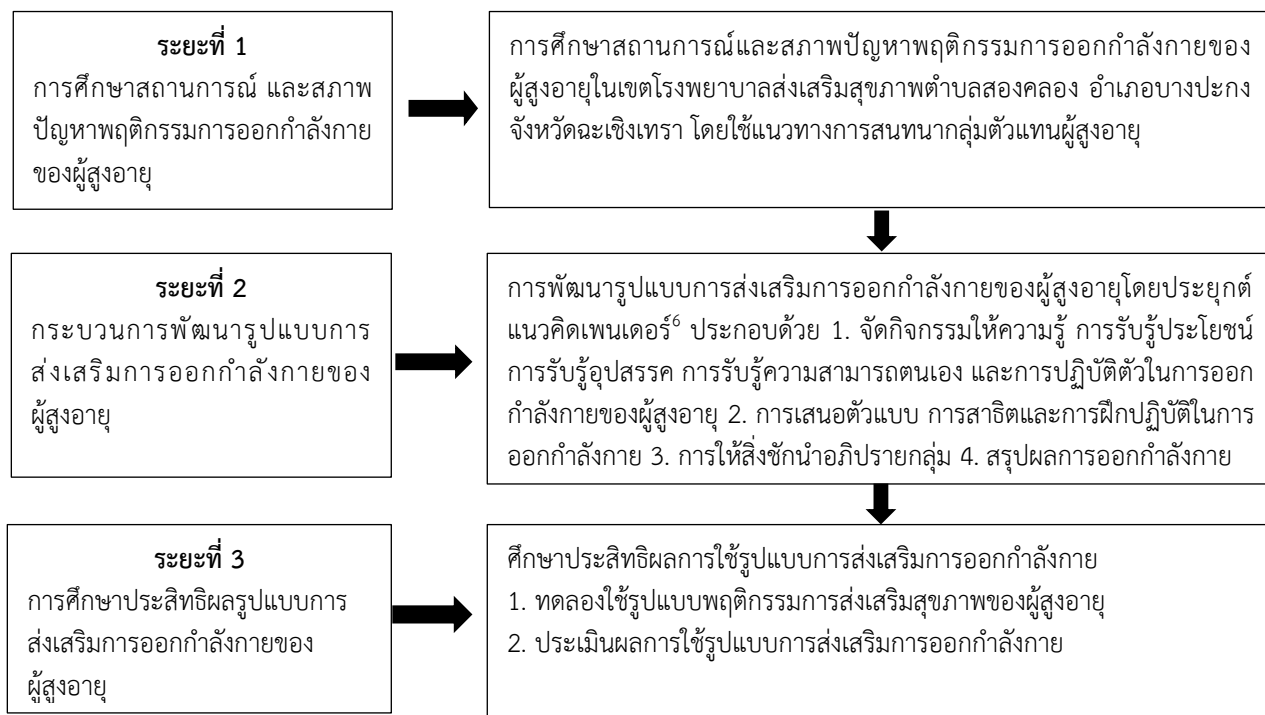 ระยะที่ 1
การศึกษาสถานการณ์ และสภาพ
ปัญหาพฤติกรรมการออกกำลังกาย
ของผู้สูงอายุ
การศึกษาสถานการณ์และสภาพปัญหาพฤติกรรมการออกกำลังกายของ
ผู้สูงอายุในเขตโรงพยาบาลส่งเสริมสุขภาพตำบลสองคลอง อำเภอบางปะกง
จังหวัดฉะเชิงเทรา โดยใช้แนวทางการสนทนากลุ่มตัวแทนผู้สูงอายุ
ระยะที่ 2
กระบวนการพัฒนารูปแบบการ
ส่งเสริมการออกกำลังกายของ
ผู้สูงอายุ
การพัฒนารูปแบบการส่งเสริมการออกกำลังกายของผู้สูงอายุโดยประยุกต์
แนวคิดเพนเดอร์⁶ ประกอบด้วย 1. จัดกิจกรรมให้ความรู้ การรับรู้ประโยชน์
การรับรู้อุปสรรค การรับรู้ความสามารถตนเอง และการปฏิบัติตัวในการออก
กำลังกายของผู้สูงอายุ 2. การเสนอตัวแบบ การสาธิตและการฝึกปฏิบัติในการ
ออกกำลังกาย 3. การให้สิ่งชักนำอภิปรายกลุ่ม 4. สรุปผลการออกกำลังกาย
ระยะที่ 3
การศึกษาประสิทธิผลรูปแบบการ
ส่งเสริมการออกกำลังกายของ
ผู้สูงอายุ
ศึกษาประสิทธิผลการใช้รูปแบบการส่งเสริมการออกกำลังกาย
1. ทดลองใช้รูปแบบพฤติกรรมการส่งเสริมสุขภาพของผู้สูงอายุ
2. ประเมินผลการใช้รูปแบบการส่งเสริมการออกกำลังกาย